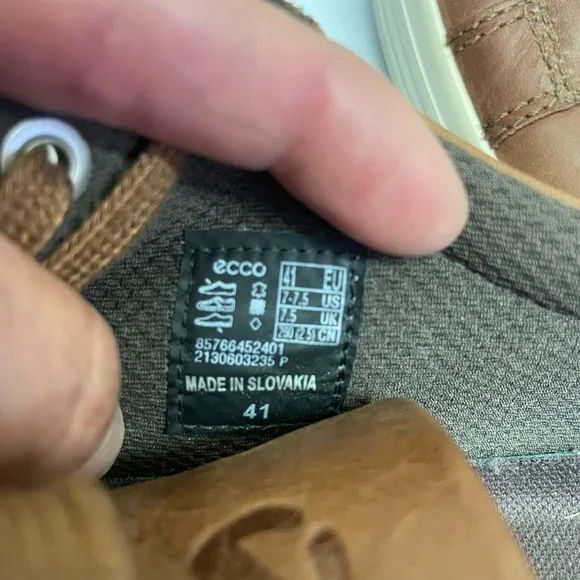 ecco
41 EU
7-7.5 US
7.5 UK
260 (2.5) CN
85766452401
2130603235 P
MADE IN SLOVAKIA
41